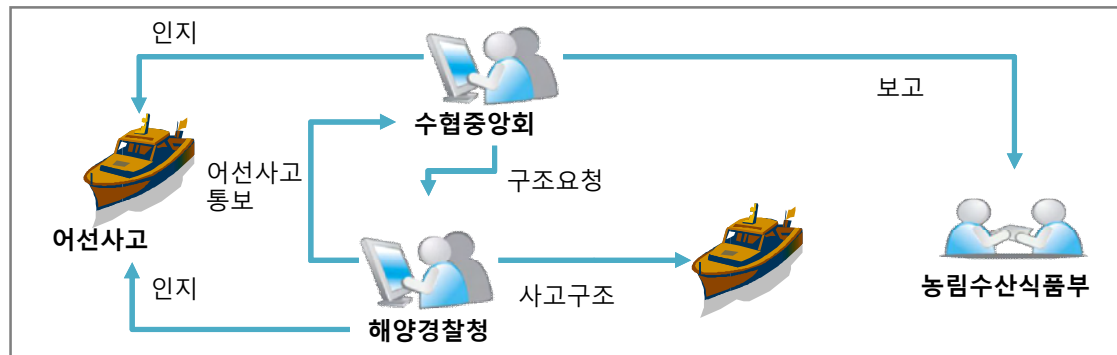 인지
보고
수협중앙회
어선사고
통보
구조요청
어선사고
인지
사고구조
해양경찰청
농림수산식품부